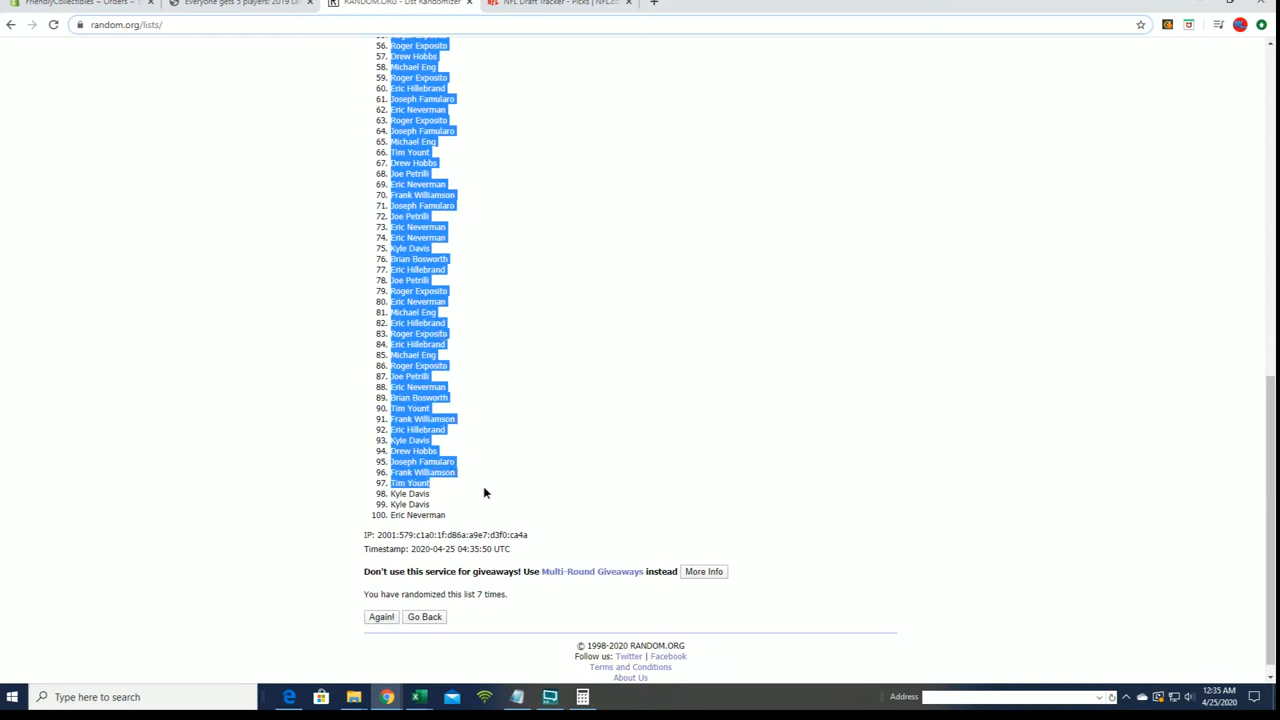 FriendlyCollectibles – Orders –
Everyone gets 5 players! 2019 Le
RANDOM.ORG - List Randomizer
NFL Draft Tracker - Picks | NFL.co
random.org/lists/
56. Roger Exposito
57. Drew Hobbs
58. Michael Eng
59. Roger Exposito
60. Eric Hillebrand
61. Joseph Famularo
62. Eric Neverman
63. Roger Exposito
64. Joseph Famularo
65. Michael Eng
66. Tim Yount
67. Drew Hobbs
68. Joe Petrilli
69. Eric Neverman
70. Frank Williamson
71. Joseph Famularo
72. Joe Petrilli
73. Eric Neverman
74. Eric Neverman
75. Kyle Davis
76. Brian Bosworth
77. Eric Hillebrand
78. Joe Petrilli
79. Roger Exposito
80. Eric Neverman
81. Michael Eng
82. Eric Hillebrand
83. Roger Exposito
84. Eric Hillebrand
85. Michael Eng
86. Roger Exposito
87. Joe Petrilli
88. Eric Neverman
89. Brian Bosworth
90. Tim Yount
91. Frank Williamson
92. Eric Hillebrand
93. Kyle Davis
94. Drew Hobbs
95. Joseph Famularo
96. Frank Williamson
97. Tim Yount
98. Kyle Davis
99. Kyle Davis
100. Eric Neverman
IP: 2001:579:c1a0:1f:d86a:a9e7:d3f0:ca4a
Timestamp: 2020-04-25 04:35:50 UTC
Don't use this service for giveaways! Use Multi-Round Giveaways instead More Info
You have randomized this list 7 times.
Again! Go Back
© 1998-2020 RANDOM.ORG
Follow us: Twitter | Facebook
Terms and Conditions
About Us
Type here to search
Address
12:35 AM
4/25/2020